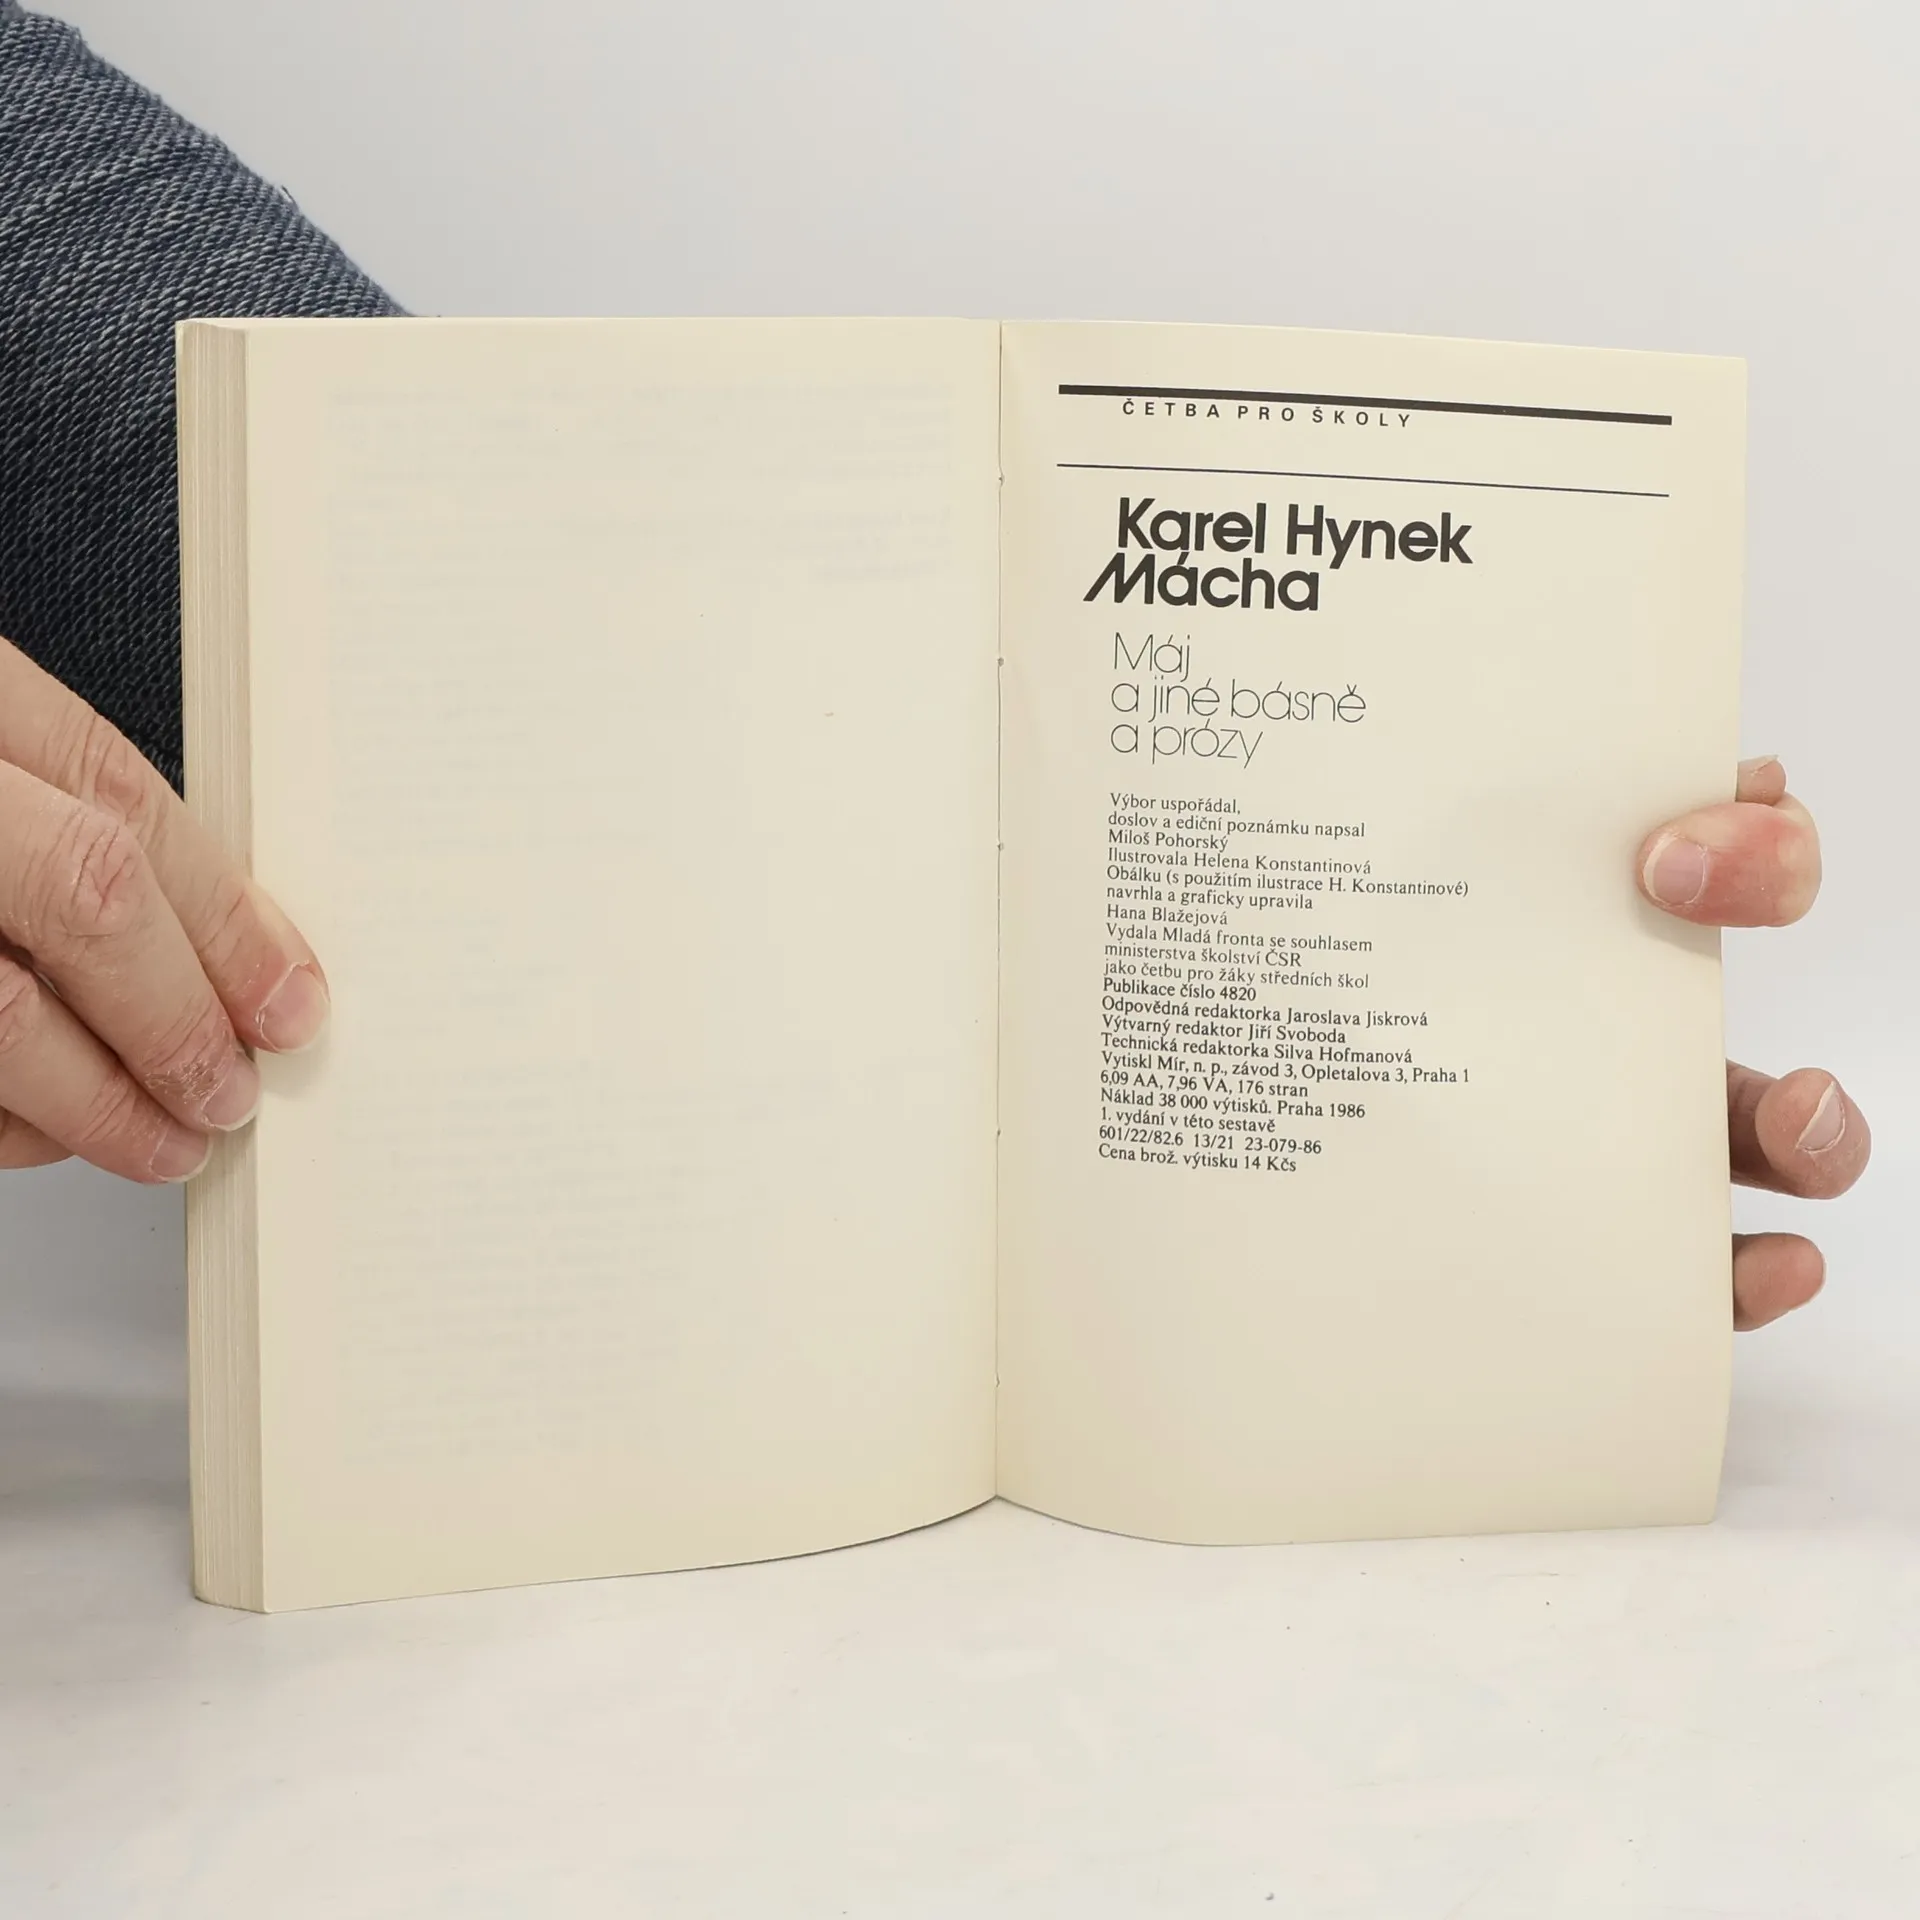 ČETBA PRO ŠKOLY
Karel Hynek
Mácha
Máj
a jiné básně
a prózy
Výbor uspořádal,
doslov a ediční poznámku napsal
Miloš Pohorský
Ilustrovala Helena Konstantinová
Obálku (s použitím ilustrace H. Konstantinové)
navrhla a graficky upravila
Hana Blažejová
Vydala Mladá fronta se souhlasem
ministerstva školství ČSR
jako četbu pro žáky středních škol
Publikace číslo 4820
Odpovědná redaktorka Jaroslava Jiskrová
Výtvarný redaktor Jiří Svoboda
Technická redaktorka Silva Hofmanová
Vytiskl Mír, n. p., závod 3, Opletalova 3, Praha 1
6,09 AA, 7,96 VA, 176 stran
Náklad 38 000 výtisků. Praha 1986
1. vydání v této sestavě
601/22/82.6 13/21 23-079-86
Cena brož. výtisku 14 Kčs